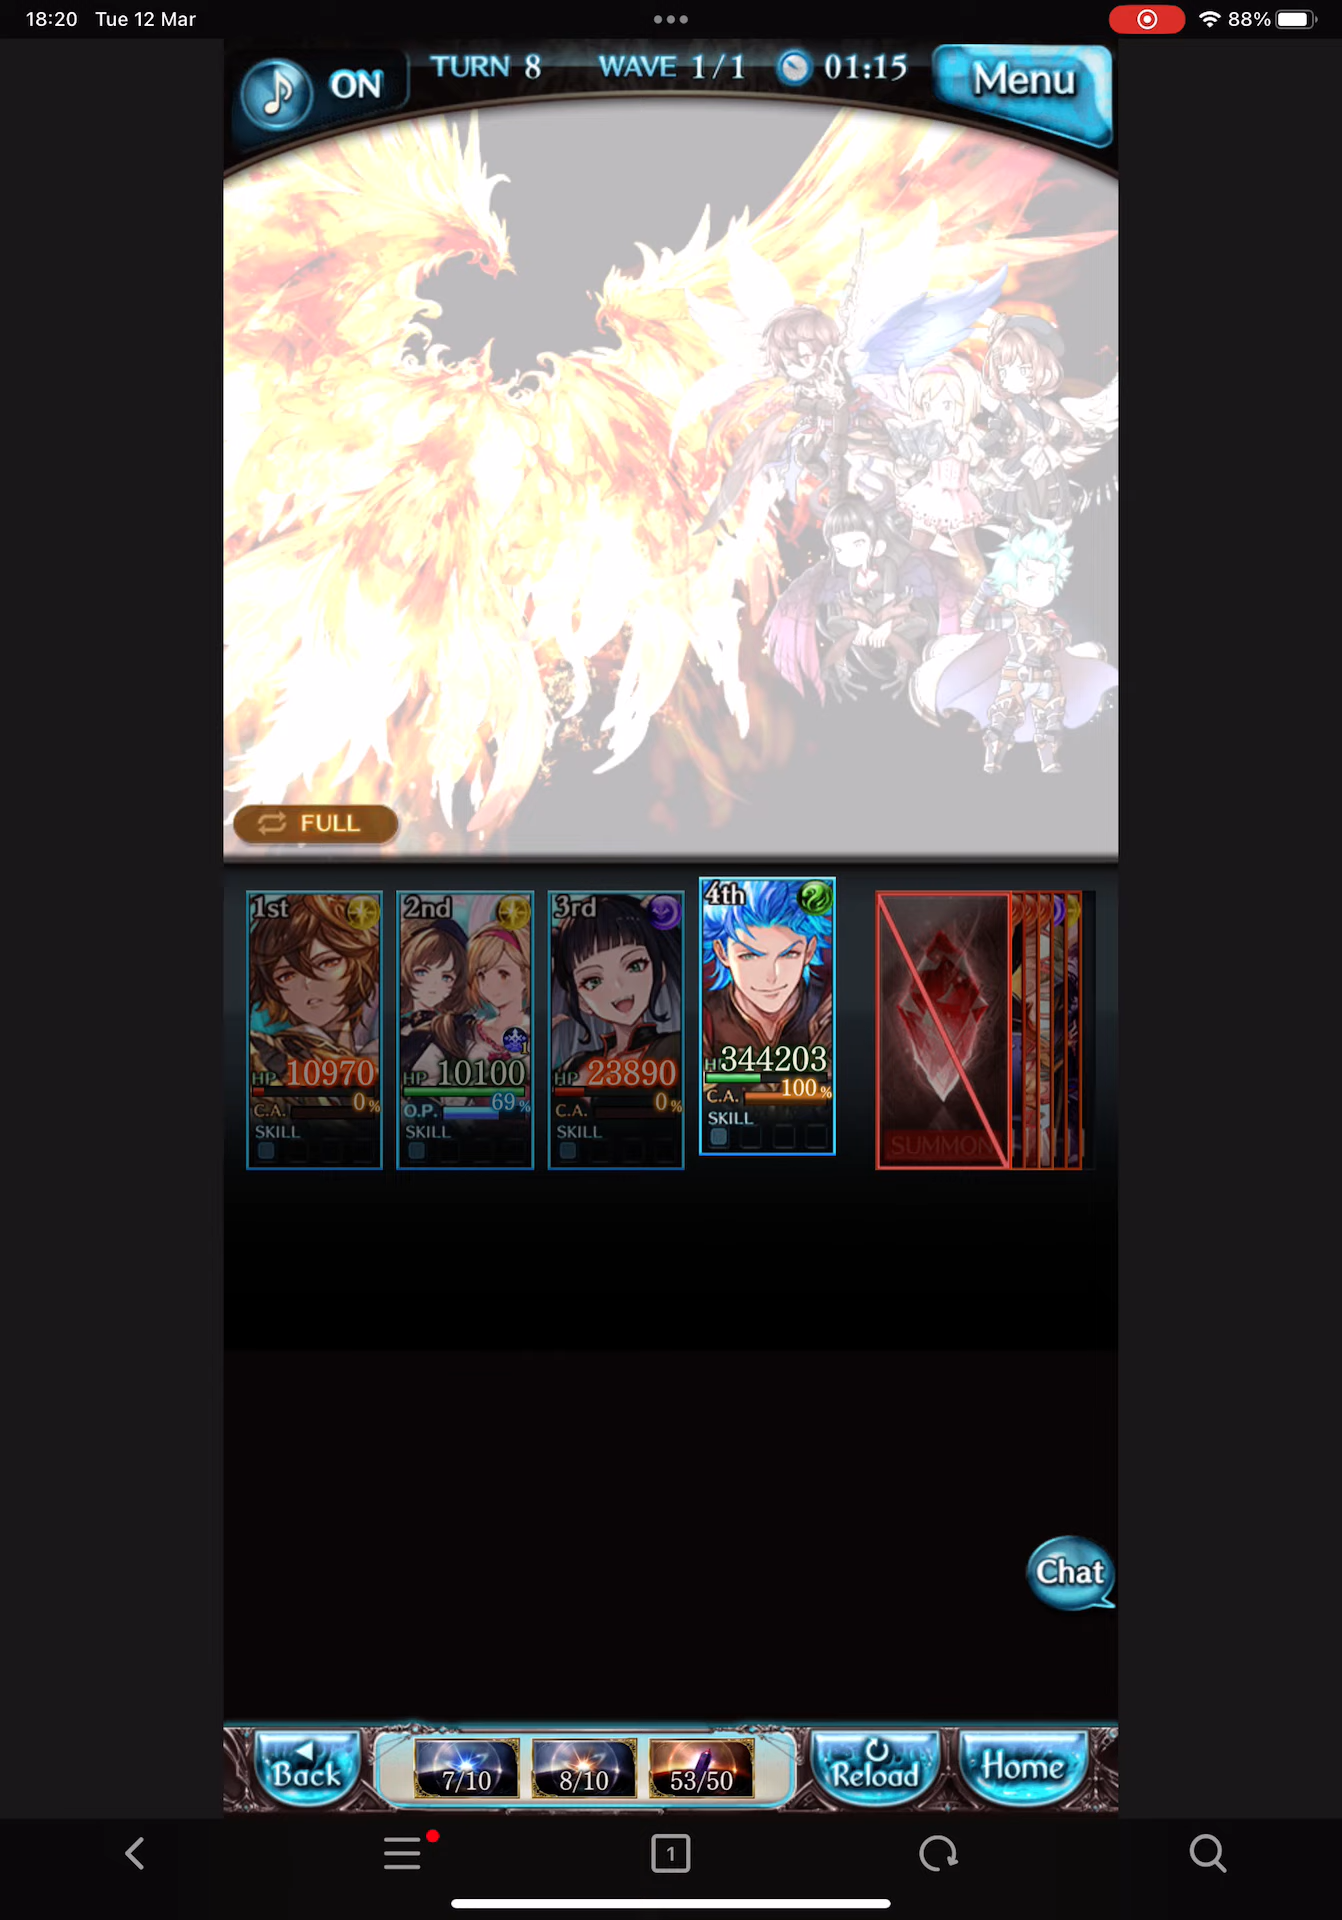 18:20 Tue 12 Mar
88%
ON
TURN 8
WAVE 1/1
01:15
Menu
FULL
1st
HP 10970
C.A. 0%
SKILL
2nd
1
HP 10100
O.P. 69%
SKILL
3rd
HP 23890
C.A. 0%
SKILL
4th
HP 344203
C.A. 100%
SKILL
SUMMON
Chat
Back
7/10
8/10
53/50
Reload
Home
1